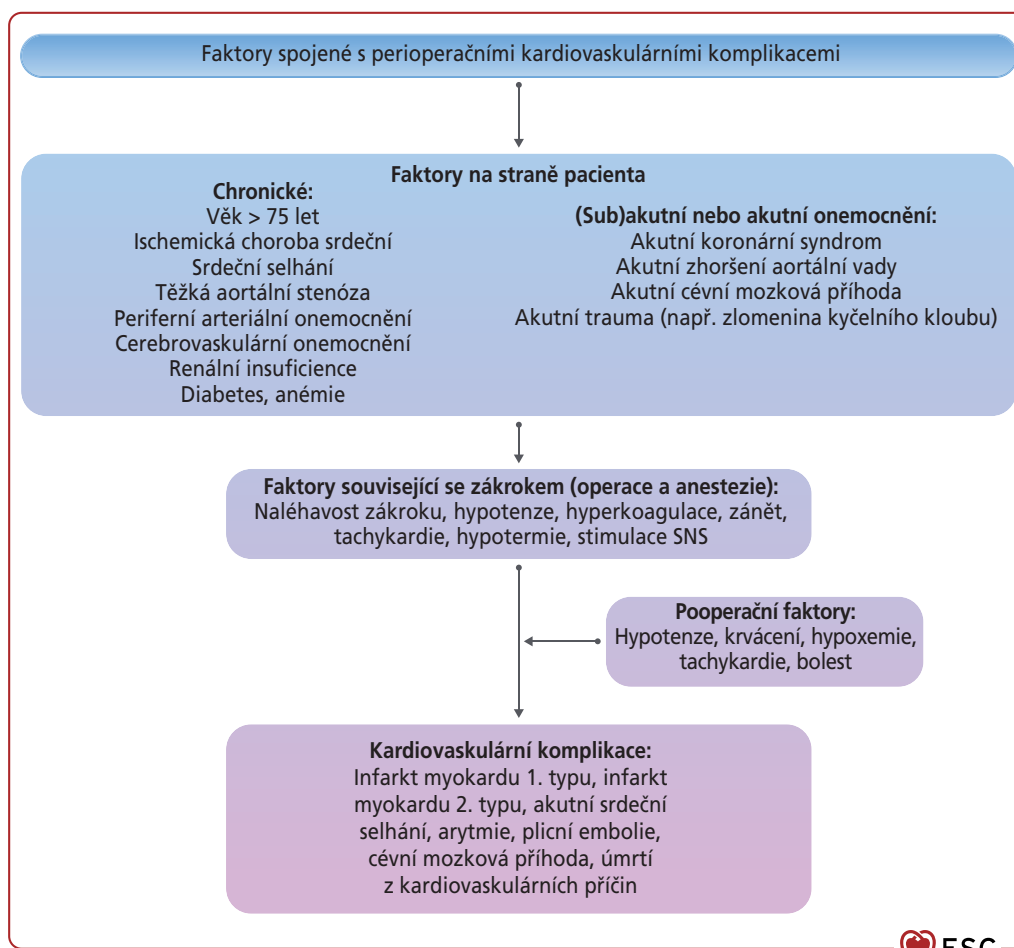 Faktory spojené s perioperačními kardiovaskulárními komplikacemi
Faktory na straně pacienta
Chronické:
Věk > 75 let
Ischemická choroba srdeční
Srdeční selhání
Těžká aortální stenóza
Periferní arteriální onemocnění
Cerebrovaskulární onemocnění
Renální insuficience
Diabetes, anémie
(Sub)akutní nebo akutní onemocnění:
Akutní koronární syndrom
Akutní zhoršení aortální vady
Akutní cévní mozková příhoda
Akutní trauma (např. zlomenina kyčelního kloubu)
Faktory související se zákrokem (operace a anestezie):
Naléhavost zákroku, hypotenze, hyperkoagulace, zánět,
tachykardie, hypotermie, stimulace SNS
Pooperační faktory:
Hypotenze, krvácení, hypoxemie,
tachykardie, bolest
Kardiovaskulární komplikace:
Infarkt myokardu 1. typu, infarkt
myokardu 2. typu, akutní srdeční
selhání, arytmie, plicní embolie,
cévní mozková příhoda, úmrtí
z kardiovaskulárních příčin
ESC